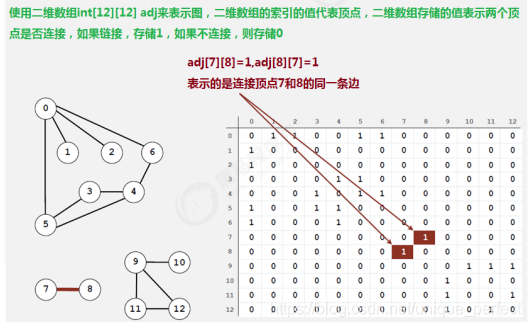 使用二维数组int[12][12] adj来表示图，二维数组的索引的值代表顶点，二维数组存储的值表示两个顶
点是否连接，如果链接，存储1，如果不连接，则存储0
adj[7][8]=1,adj[8][7]=1
表示的是连接顶点7和8的同一条边
0
1 2 6
3 4
5
9 10
7 8
11 12
0 1 2 3 4 5 6 7 8 9 10 11 12
0 0 1 1 0 0 1 1 0 0 0 0 0 0
1 1 0 0 0 0 0 0 0 0 0 0 0 0
2 1 0 0 0 0 0 0 0 0 0 0 0 0
3 0 0 0 0 1 1 0 0 0 0 0 0 0
4 0 0 0 1 0 1 1 0 0 0 0 0 0
5 1 0 0 1 1 0 0 0 0 0 0 0 0
6 1 0 0 0 1 0 0 0 0 0 0 0 0
7 0 0 0 0 0 0 0 0 1 0 0 0 0
8 0 0 0 0 0 0 0 1 0 0 0 0 0
9 0 0 0 0 0 0 0 0 0 0 1 1 1
10 0 0 0 0 0 0 0 0 0 1 0 0 0
11 0 0 0 0 0 0 0 0 0 1 0 0 1
12 0 0 0 0 0 0 0 0 0 1 0 1 0
https://blog.csdn.net/unique_perfect